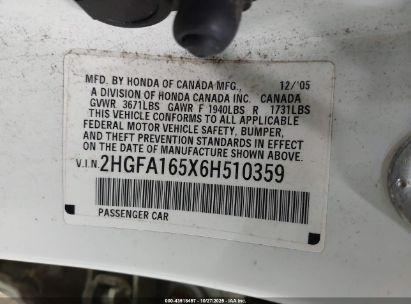 MFD. BY HONDA OF CANADA MFG., 12/'05
A DIVISION OF HONDA CANADA INC. CANADA
GVWR. 3671LBS GAWR F 1940LBS R 1731LBS
THIS VEHICLE CONFORMS TO ALL APPLICABLE
FEDERAL MOTOR VEHICLE SAFETY, BUMPER,
AND THEFT PREVENTION STANDARDS IN EFFECT
ON THE DATE OF MANUFACTURE SHOWN ABOVE.
V.I.N. 2HGFA165X6H510359
PASSENGER CAR